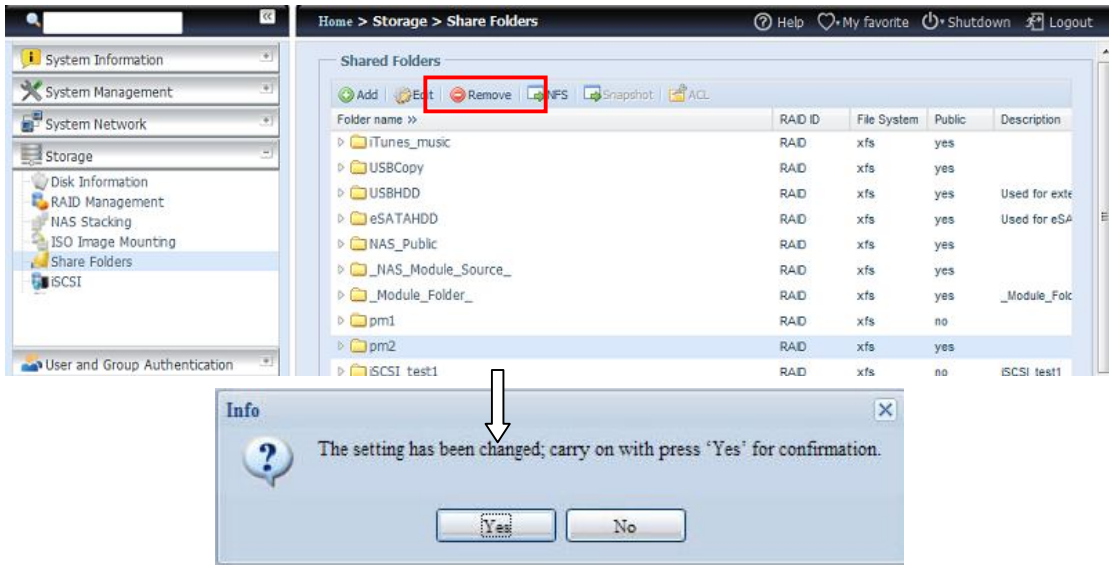 Home > Storage > Share Folders
Help My favorite Shutdown Logout
System Information
System Management
System Network
Storage
Disk Information
RAID Management
NAS Stacking
ISO Image Mounting
Share Folders
iSCSI
User and Group Authentication
Shared Folders
Add Edit Remove NFS Snapshot ACL
Folder name » RAID ID File System Public Description
iTunes_music RAID xfs yes
USBCopy RAID xfs yes
USBHDD RAID xfs yes Used for exte
eSATAHDD RAID xfs yes Used for eSA
NAS_Public RAID xfs yes
_NAS_Module_Source_ RAID xfs yes
_Module_Folder_ RAID xfs yes _Module_Folc
pm1 RAID xfs no
pm2 RAID xfs yes
iSCSI_test1 RAID xfs no iSCSI_test1
Info
The setting has been changed; carry on with press ‘Yes’ for confirmation.
Yes No